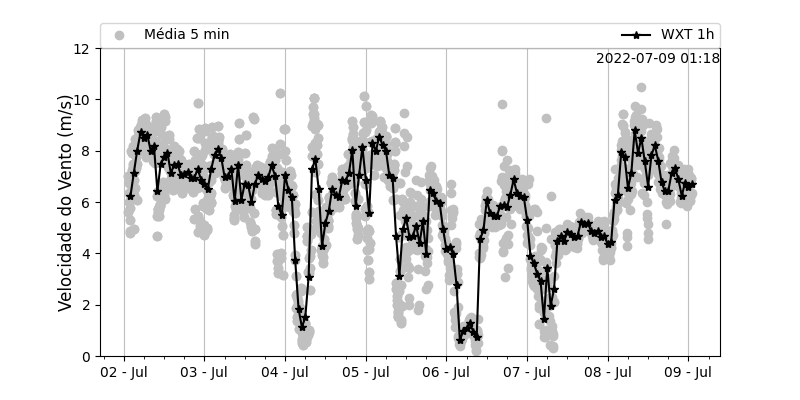 Média 5 min
WXT 1h
2022-07-09 01:18
Velocidade do Vento (m/s)
12
10
8
6
4
2
0
02 - Jul
03 - Jul
04 - Jul
05 - Jul
06 - Jul
07 - Jul
08 - Jul
09 - Jul